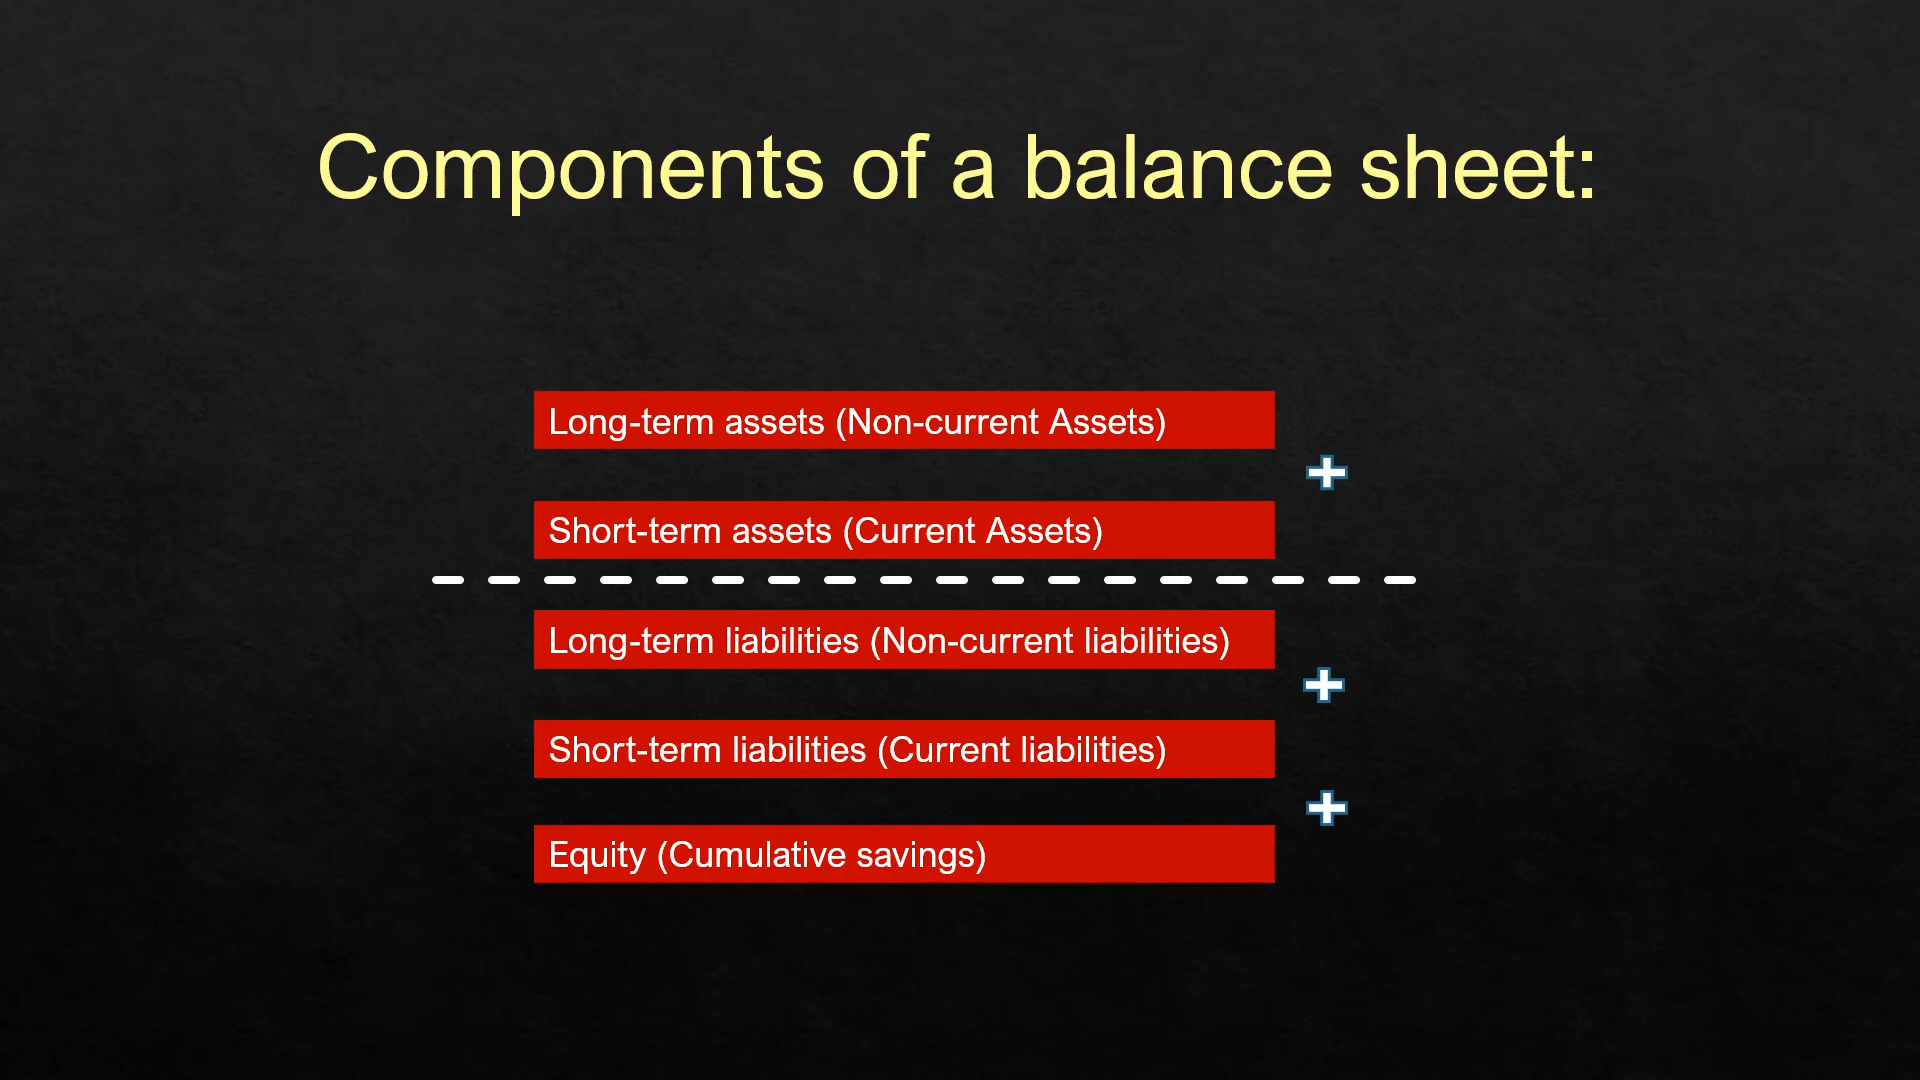 Components of a balance sheet:
Long-term assets (Non-current Assets)
Short-term assets (Current Assets)
Long-term liabilities (Non-current liabilities)
Short-term liabilities (Current liabilities)
Equity (Cumulative savings)